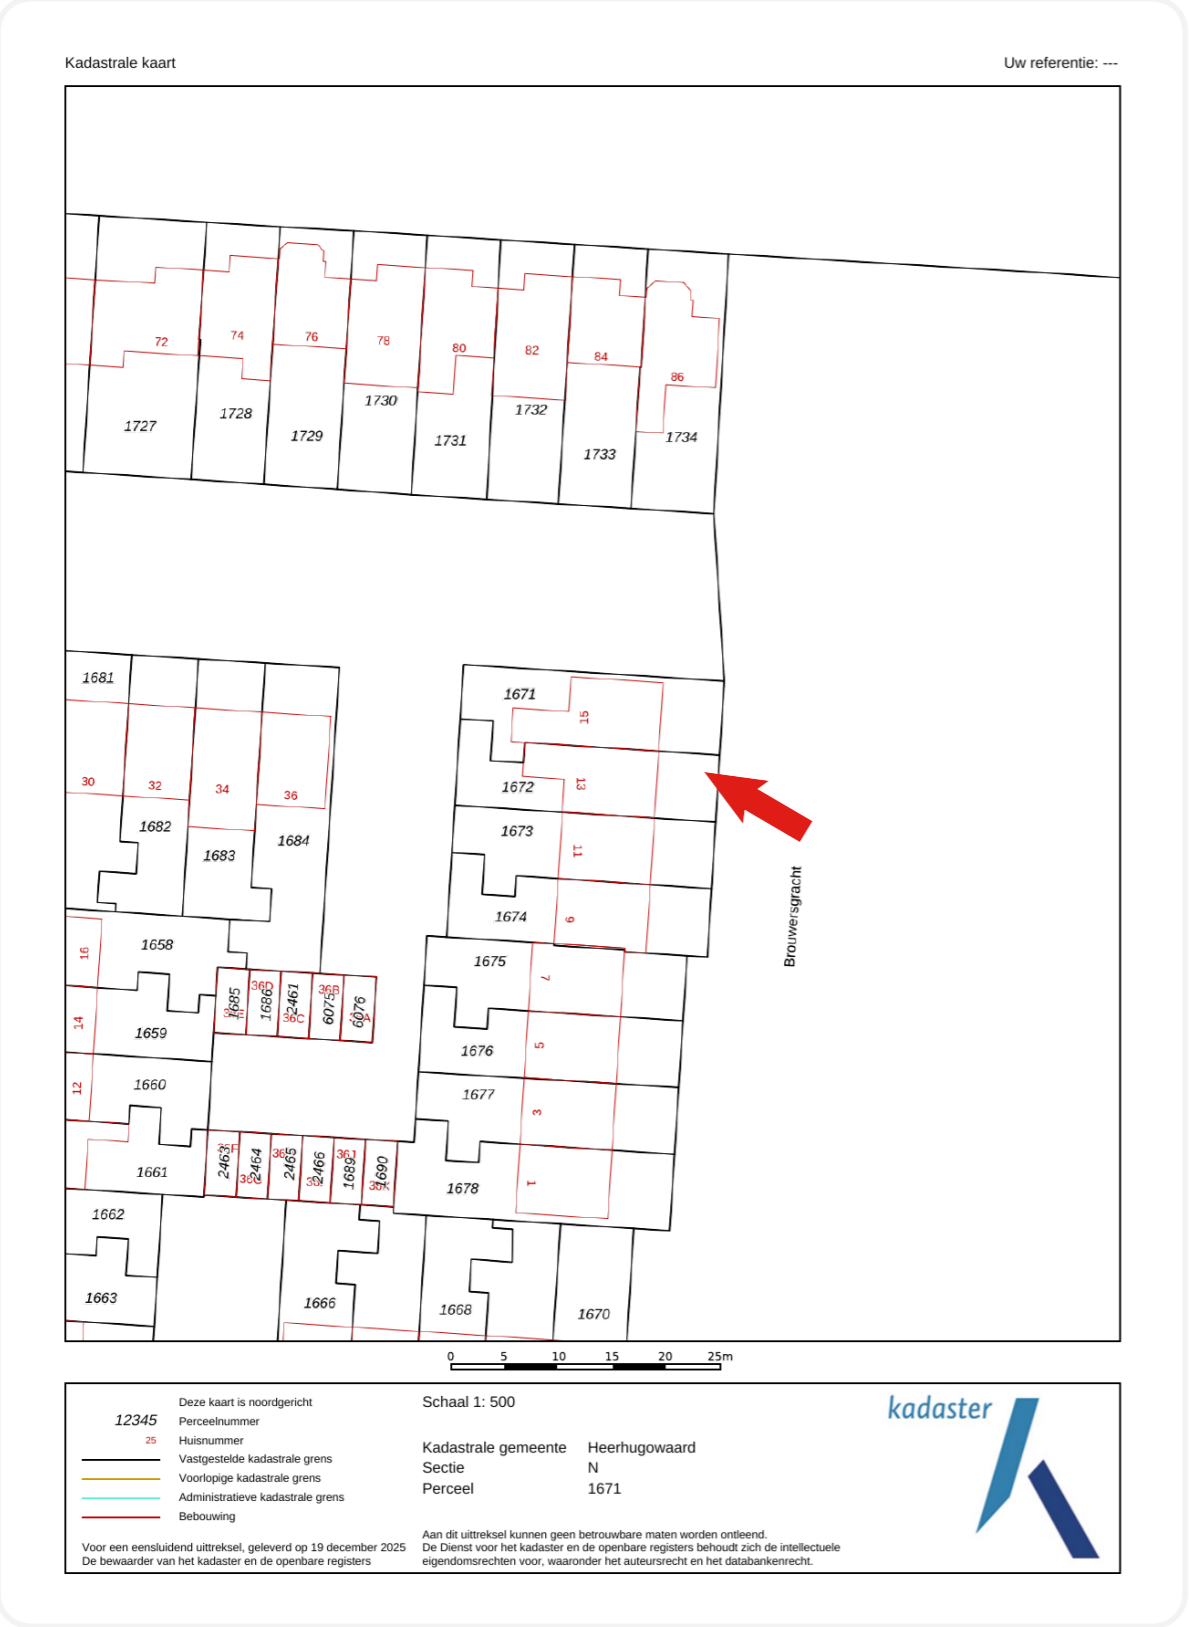 Kadastrale kaart
Uw referentie: ---
72
74
76
78
80
82
84
86
1727
1728
1729
1730
1731
1732
1733
1734
1681
1671
15
30
32
34
36
13
1672
1682
1683
1684
1673
11
1674
9
Brouwersgracht
16
1658
1675
7
36D
36B
1685
1686
2461
6075
6076
36C
14
1659
1676
5
12
1660
1677
3
1661
2463
2464
2465
2466
1689
1690
1678
1
1662
1663
1666
1668
1670
0 5 10 15 20 25m
Deze kaart is noordgericht
12345 Perceelnummer
25 Huisnummer
Vastgestelde kadastrale grens
Voorlopige kadastrale grens
Administratieve kadastrale grens
Bebouwing
Voor een eensluidend uittreksel, geleverd op 19 december 2025
De bewaarder van het kadaster en de openbare registers
Schaal 1: 500
Kadastrale gemeente Heerhugowaard
Sectie N
Perceel 1671
Aan dit uittreksel kunnen geen betrouwbare maten worden ontleend.
De Dienst voor het kadaster en de openbare registers behoudt zich de intellectuele
eigendomsrechten voor, waaronder het auteursrecht en het databankenrecht.
kadaster